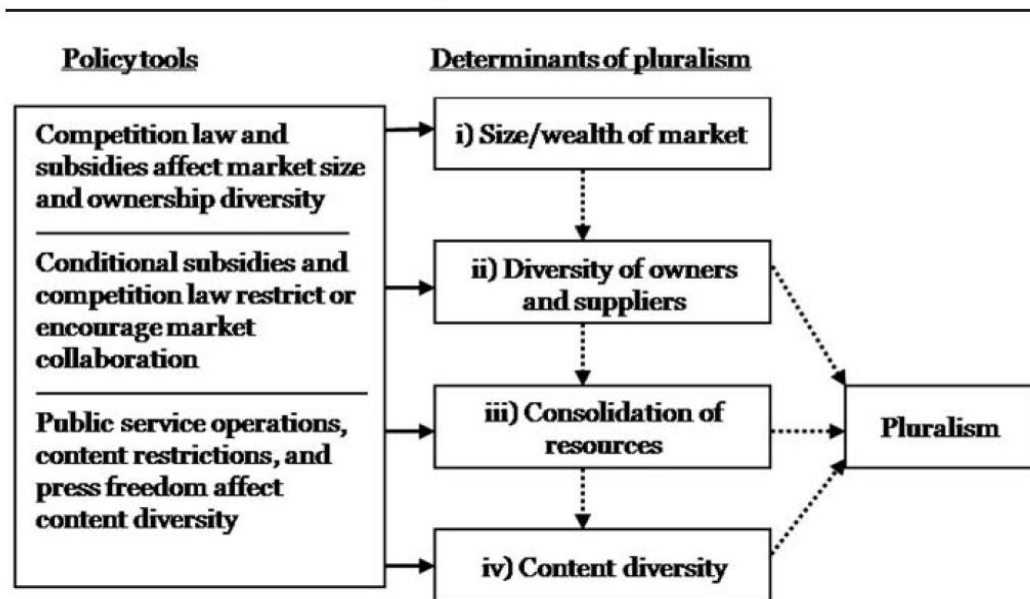 Policy tools
Determinants of pluralism
Competition law and
subsidies affect market size
and ownership diversity
Conditional subsidies and
competition law restrict or
encourage market
collaboration
Public service operations,
content restrictions, and
press freedom affect
content diversity
i) Size/wealth of market
ii) Diversity of owners
and suppliers
iii) Consolidation of
resources
iv) Content diversity
Pluralism